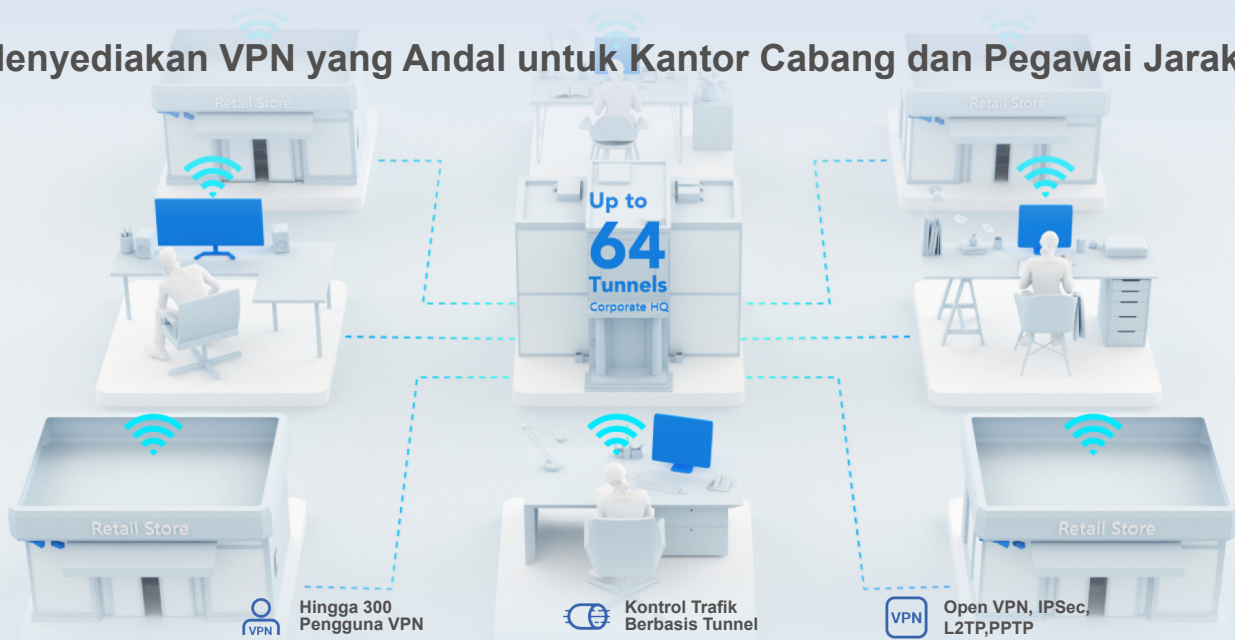 enyediakan VPN yang Andal untuk Kantor Cabang dan Pegawai Jarak
Retail Store
Retail Store
Up to
64
Tunnels
Corporate HQ
Retail Store
Retail Store
VPN
Hingga 300
Pengguna VPN
Kontrol Trafik
Berbasis Tunnel
VPN
Open VPN, IPSec,
L2TP,PPTP